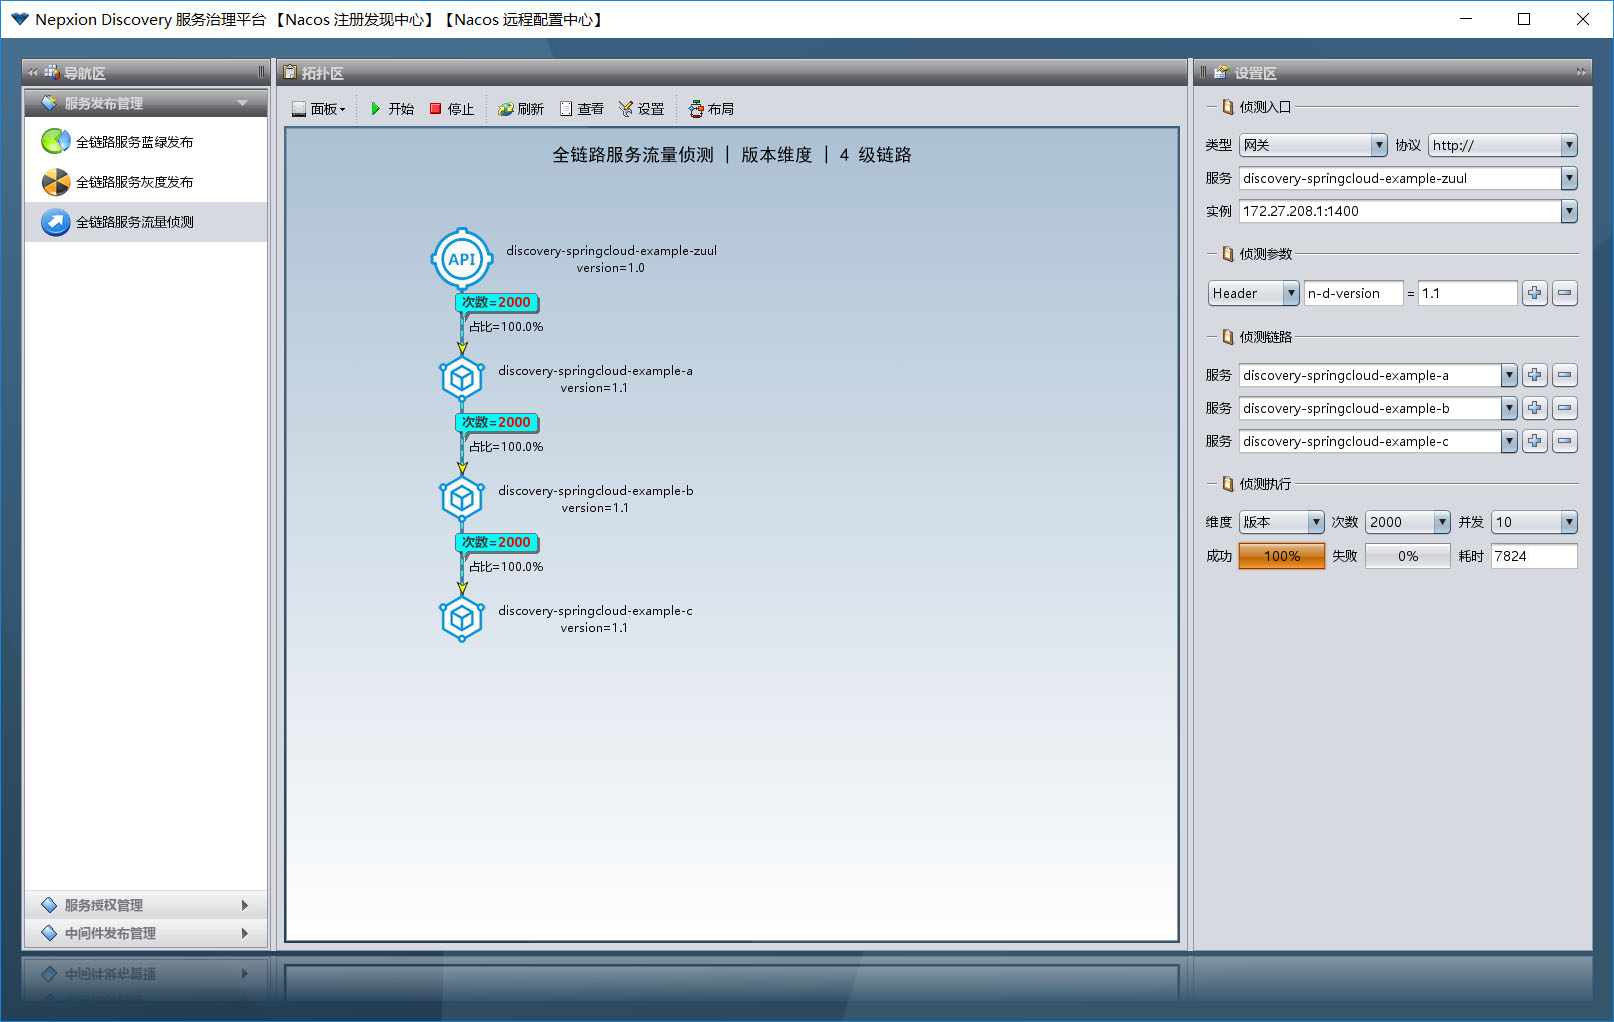 Nepxion Discovery 服务治理平台 【Nacos 注册发现中心】【Nacos 远程配置中心】
导航区
服务发布管理
全链路服务蓝绿发布
全链路服务灰度发布
全链路服务流量侦测
服务授权管理
中间件发布管理
拓扑区
面板 开始 停止 刷新 查看 设置 布局
全链路服务流量侦测 | 版本维度 | 4 级链路
API
discovery-springcloud-example-zuul
version=1.0
次数=2000
占比=100.0%
discovery-springcloud-example-a
version=1.1
次数=2000
占比=100.0%
discovery-springcloud-example-b
version=1.1
次数=2000
占比=100.0%
discovery-springcloud-example-c
version=1.1
设置区
侦测入口
类型 网关 协议 http://
服务 discovery-springcloud-example-zuul
实例 172.27.208.1:1400
侦测参数
Header n-d-version = 1.1
侦测链路
服务 discovery-springcloud-example-a
服务 discovery-springcloud-example-b
服务 discovery-springcloud-example-c
侦测执行
维度 版本 次数 2000 并发 10
成功 100% 失败 0% 耗时 7824